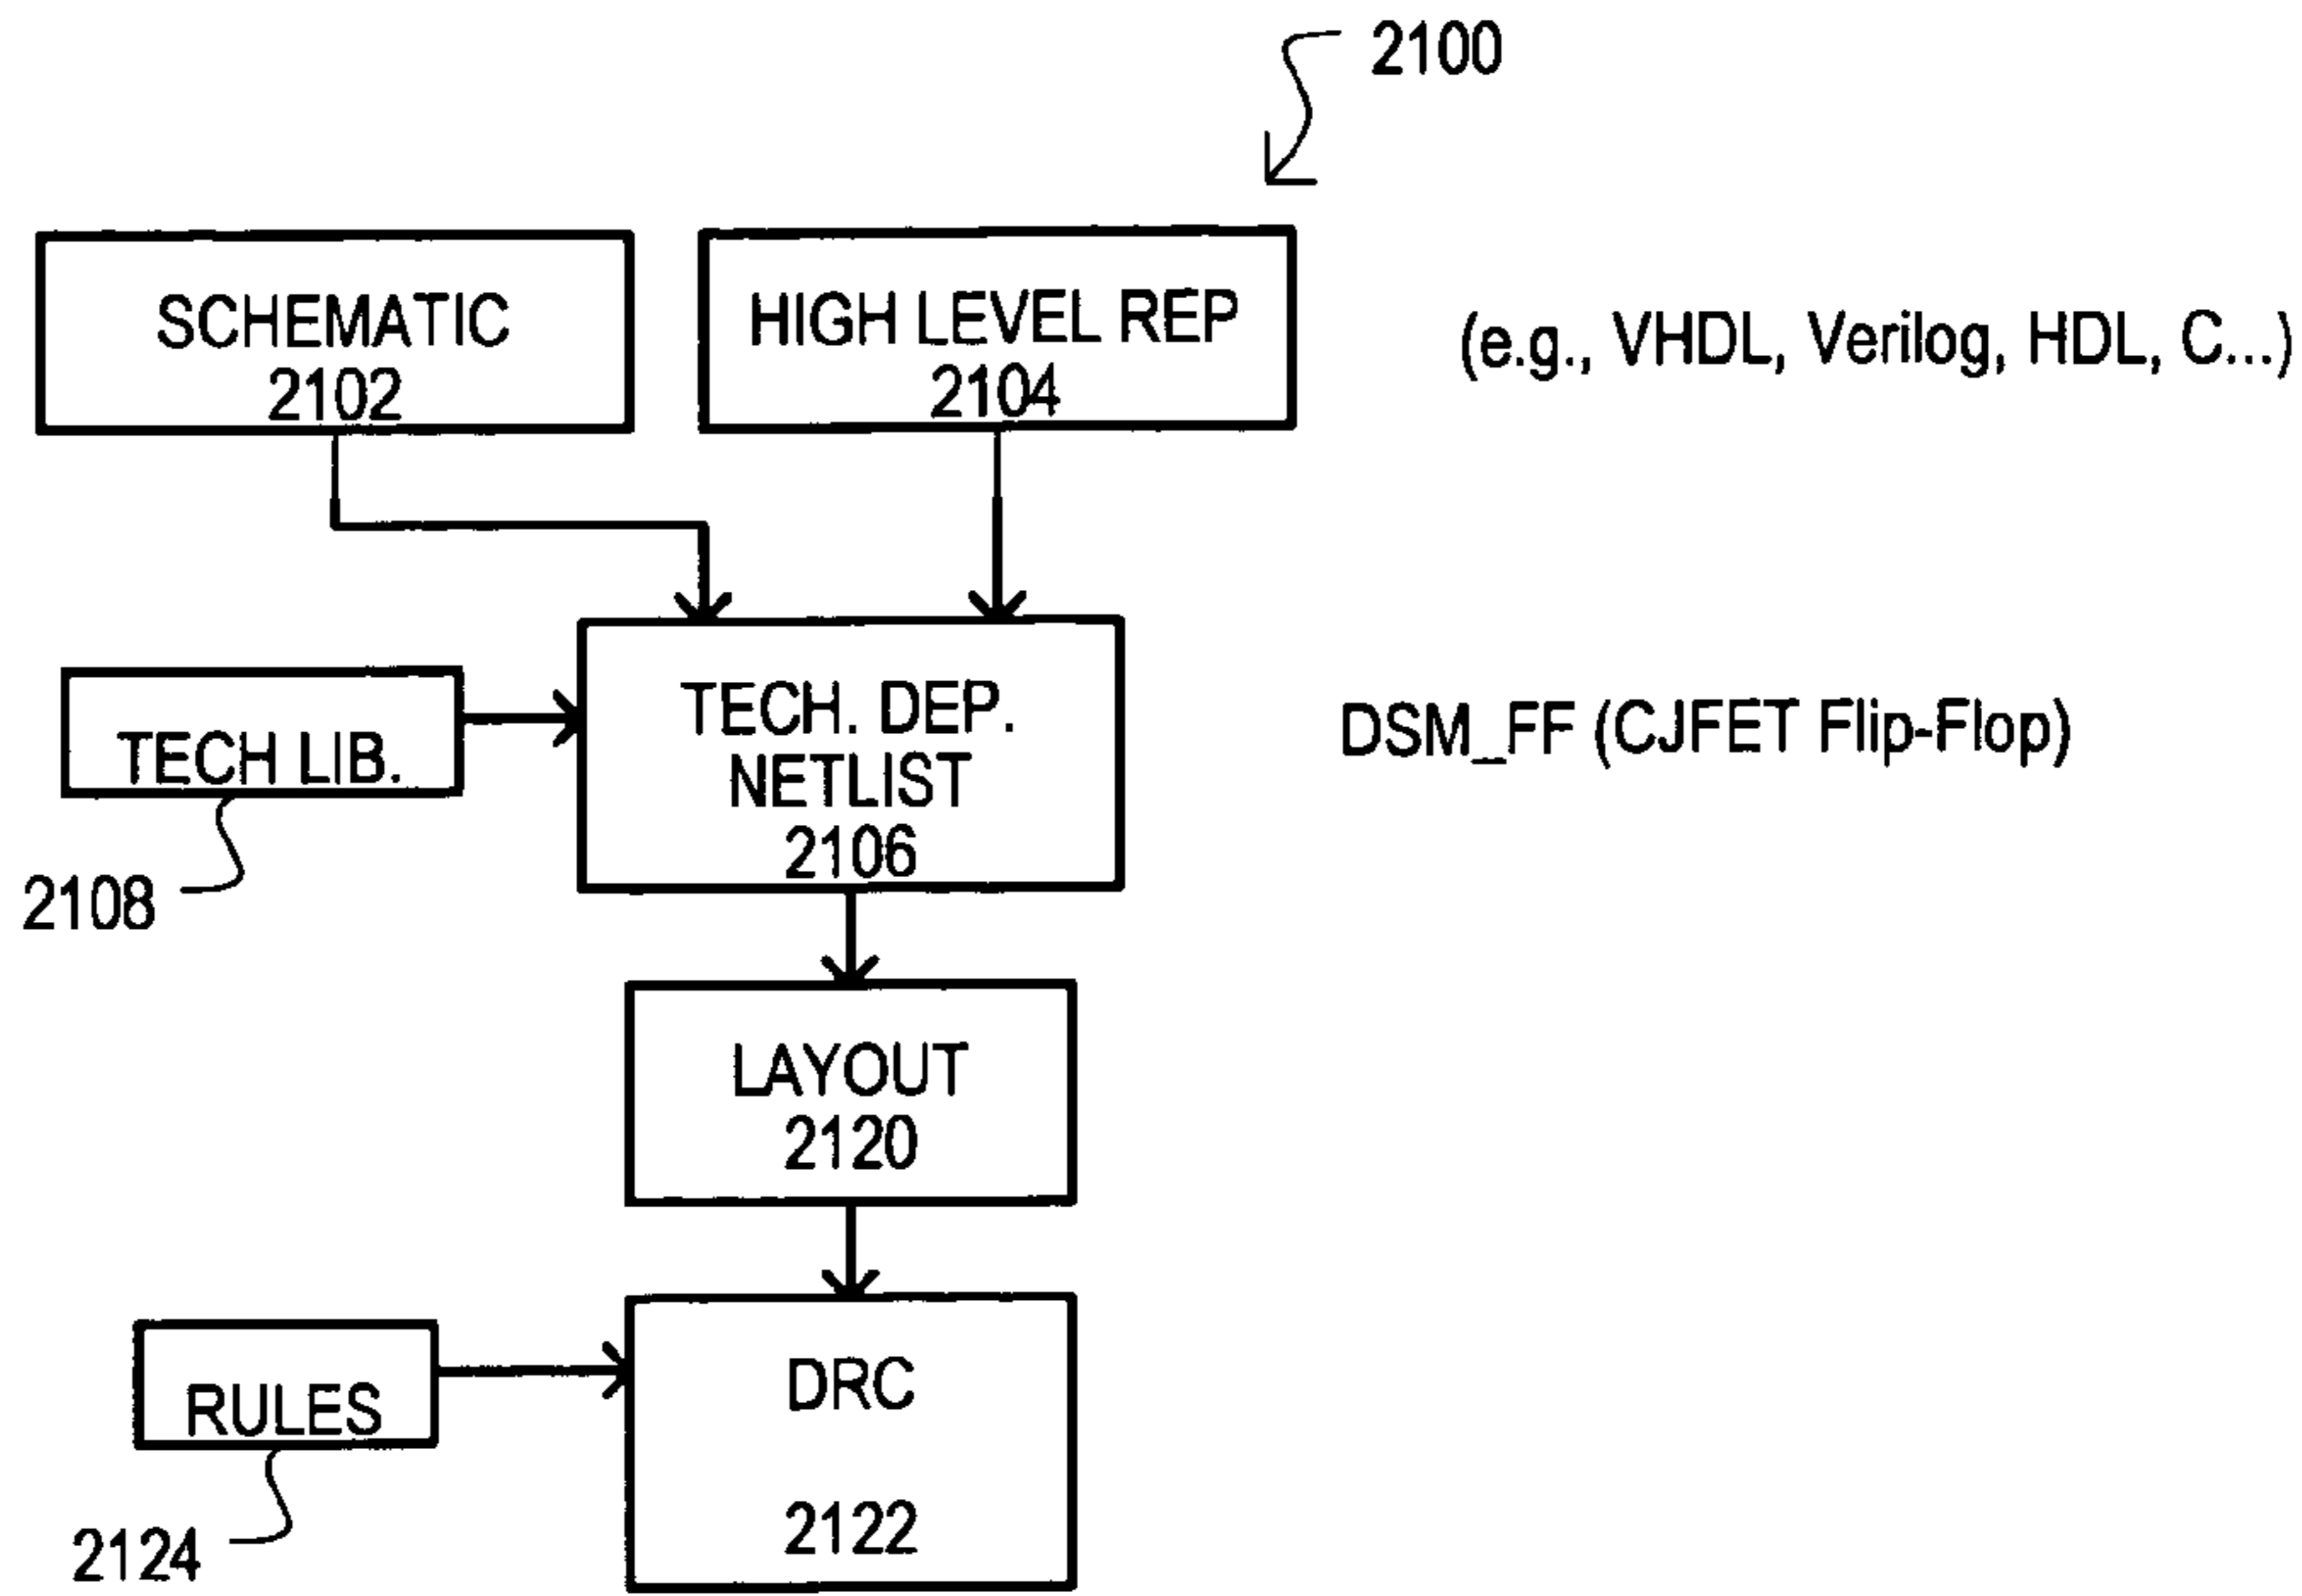 2100
SCHEMATIC
2102
HIGH LEVEL REP
2104
(e.g., VHDL, Verilog, HDL, C...)
TECH LIB.
2108
TECH. DEP.
NETLIST
2106
DSM_FF (CJFET Flip-Flop)
LAYOUT
2120
RULES
2124
DRC
2122